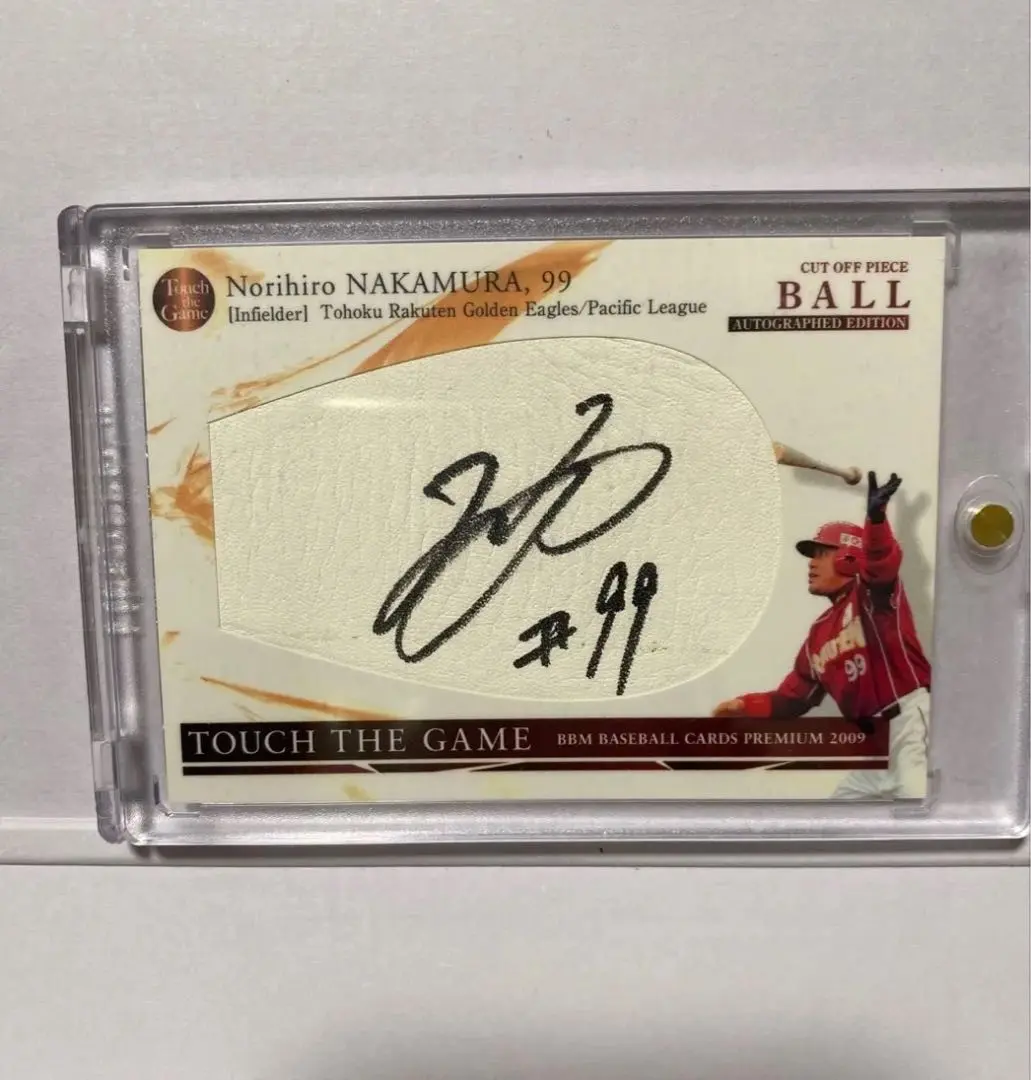 Touch
the
Game
Norihiro NAKAMURA, 99
[Infielder] Tohoku Rakuten Golden Eagles/Pacific League
CUT OFF PIECE
BALL
AUTOGRAPHED EDITION
#99
99
TOUCH THE GAME
BBM BASEBALL CARDS PREMIUM 2009